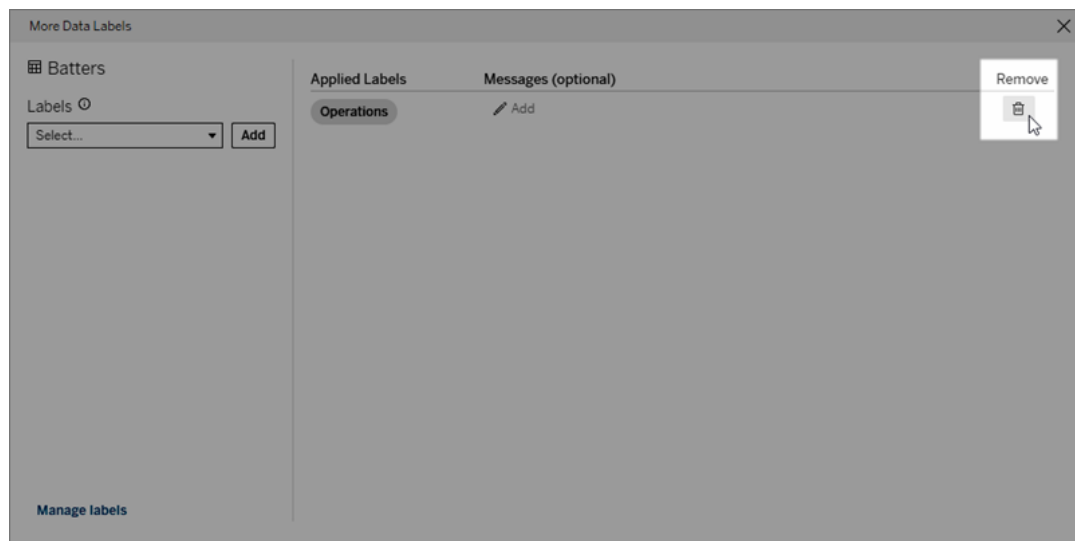 More Data Labels
Batters
Labels
Select...
Add
Applied Labels
Messages (optional)
Remove
Operations
Add
Manage labels